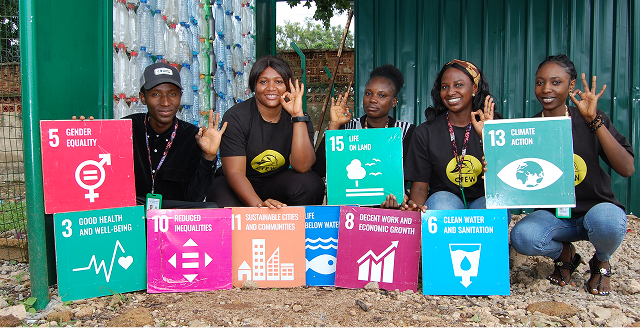 5 GENDER
EQUALITY
15 LIFE
ON LAND
13 CLIMATE
ACTION
3 GOOD HEALTH
AND WELL-BEING
10 REDUCED
INEQUALITIES
11 SUSTAINABLE CITIES
AND COMMUNITIES
LIFE
BELOW WATER
8 DECENT WORK AND
ECONOMIC GROWTH
6 CLEAN WATER
AND SANITATION